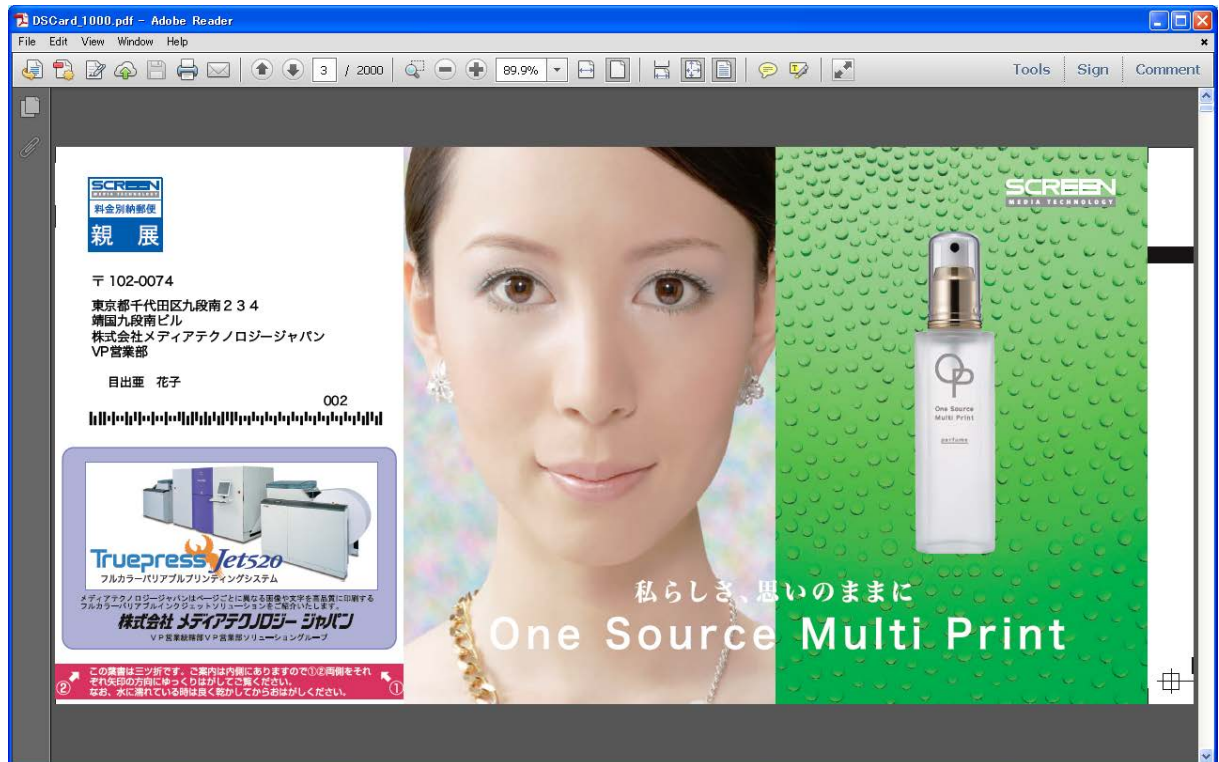 DSCard_1000.pdf - Adobe Reader
File Edit View Window Help
3 / 2000 89.9% Tools Sign Comment
SCREEN
MEDIA TECHNOLOGY
料金別納郵便
親 展
〒102-0074
東京都千代田区九段南２３４
靖国九段南ビル
株式会社メディアテクノロジージャパン
VP営業部
目出亜 花子
002
Truepress Jet520
フルカラーバリアブルプリンティングシステム
メディアテクノロジージャパンはページごとに異なる画像や文字を高品質に印刷する
フルカラーバリアブルインクジェットソリューションをご紹介いたします。
株式会社 メディアテクノロジー ジャパン
ＶＰ営業統轄部ＶＰ営業部ソリューショングループ
この葉書は三ツ折です。ご案内は内側にありますので①②両側をそれ
ぞれ矢印の方向にゆっくりはがしてご覧ください。
なお、水に濡れている時は良く乾かしてからおはがしください。
②
①
SCREEN
MEDIA TECHNOLOGY
OP
One Source
Multi Print
perfume
私らしさ、思いのままに
One Source Multi Print